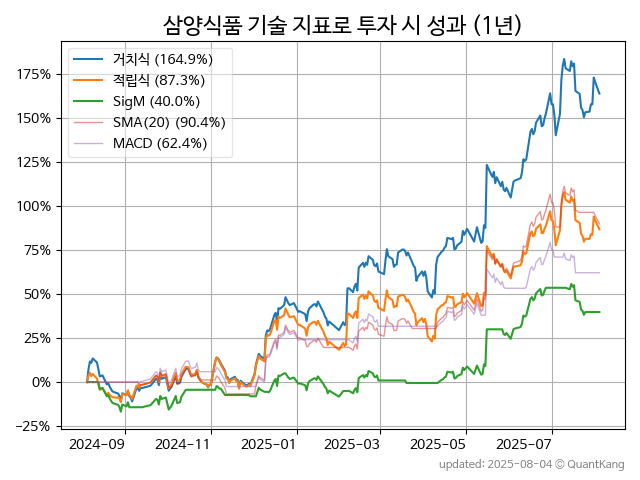 삼양식품 기술 지표로 투자 시 성과 (1년)
거치식 (164.9%)
적립식 (87.3%)
SigM (40.0%)
SMA(20) (90.4%)
MACD (62.4%)
175%
150%
125%
100%
75%
50%
25%
0%
−25%
2024−09 2024−11 2025−01 2025−03 2025−05 2025−07
updated: 2025-08-04 ⓒ QuantKang